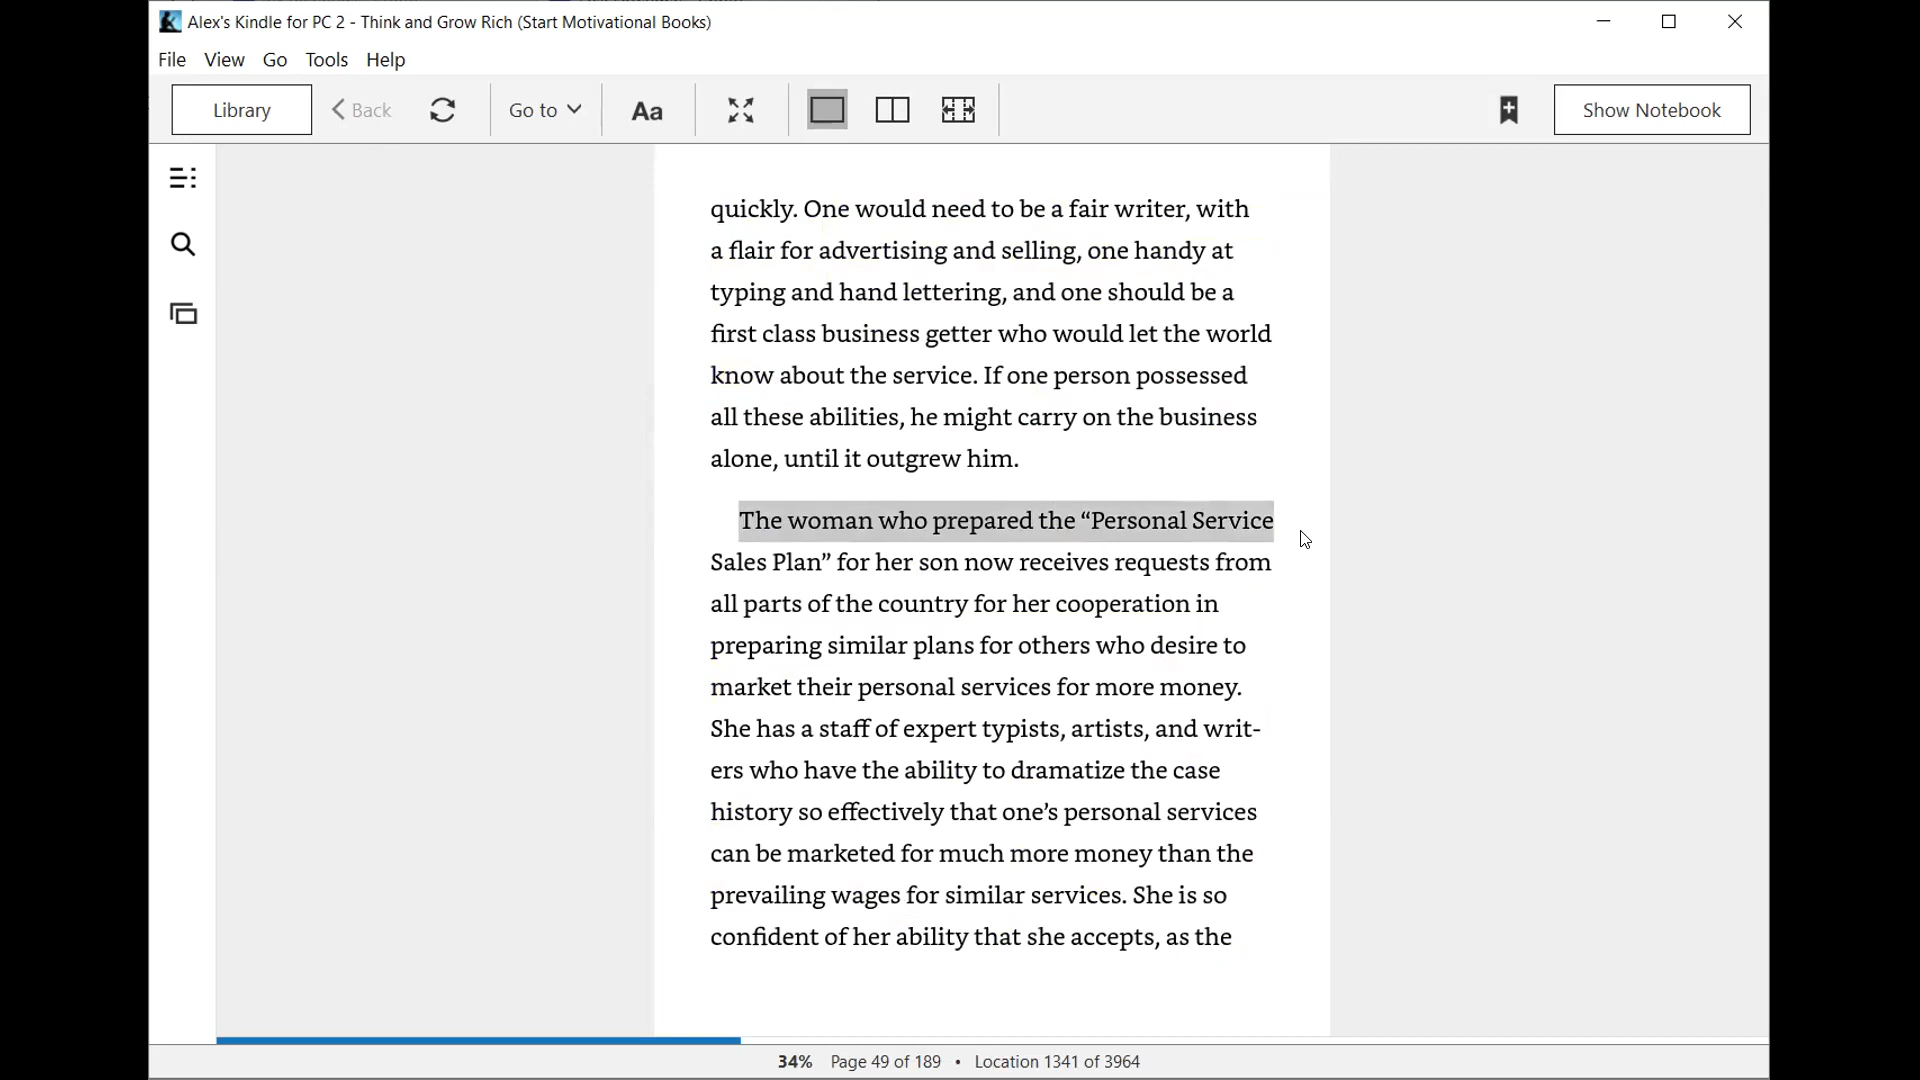 Alex's Kindle for PC 2 - Think and Grow Rich (Start Motivational Books)
File View Go Tools Help
Library Back Go to Aa Show Notebook
quickly. One would need to be a fair writer, with
a flair for advertising and selling, one handy at
typing and hand lettering, and one should be a
first class business getter who would let the world
know about the service. If one person possessed
all these abilities, he might carry on the business
alone, until it outgrew him.
The woman who prepared the “Personal Service
Sales Plan” for her son now receives requests from
all parts of the country for her cooperation in
preparing similar plans for others who desire to
market their personal services for more money.
She has a staff of expert typists, artists, and writ-
ers who have the ability to dramatize the case
history so effectively that one’s personal services
can be marketed for much more money than the
prevailing wages for similar services. She is so
confident of her ability that she accepts, as the
34% Page 49 of 189 • Location 1341 of 3964